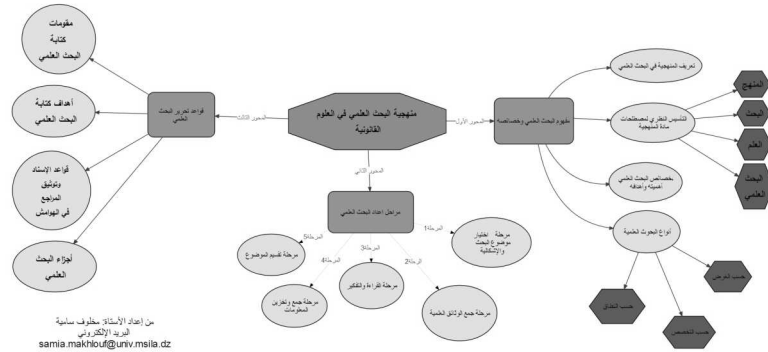 منهجية البحث العلمي في العلوم
القانونية
المحور الأول
مفهوم البحث العلمي وخصائصه
تعريف المنهجية في البحث العلمي
التأسيس النظري لمصطلحات
مادة المنهجية
المنهج
البحث
العلم
البحث
العلمي
خصائص البحث العلمي
أهميته وأهدافه
أنواع البحوث العلمية
حسب الغرض
حسب التخصص
حسب النطاق
المحور الثاني
مراحل اعداد البحث العلمي
المرحلة1
مرحلة اختيار
موضوع البحث
والإشكالية
المرحلة2
مرحلة جمع الوثائق العلمية
المرحلة3
مرحلة القراءة والتفكير
المرحلة4
مرحلة جمع وتخزين
المعلومات
المرحلة5
مرحلة تقسيم الموضوع
المحور الثالث
قواعد تحرير البحث
العلمي
مقومات
كتابة
البحث العلمي
أهداف كتابة
البحث العلمي
قواعد الإسناد
وتوثيق
المراجع
في الهوامش
أجزاء البحث
العلمي
من إعداد الأستاة: مخلوف سامية
البريد الإلكتروني
samia.makhlouf@univ.msila.dz